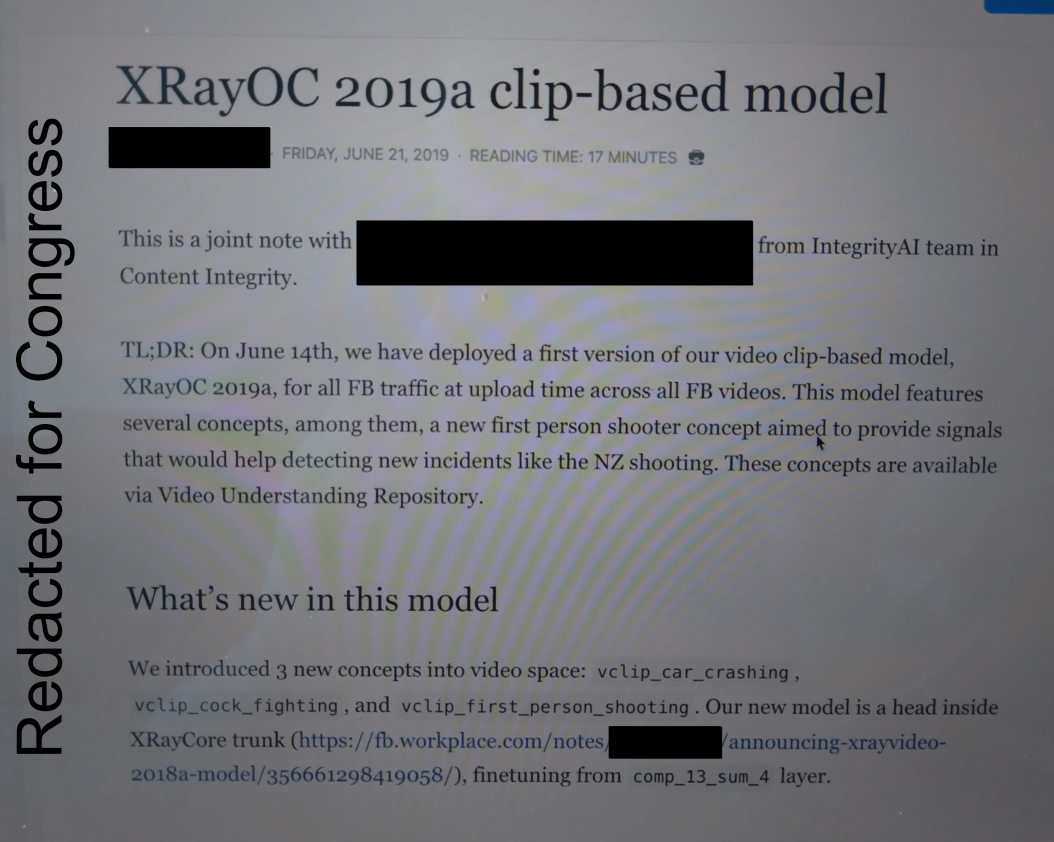 Redacted for Congress
XRayOC 2019a clip-based model
· FRIDAY, JUNE 21, 2019 · READING TIME: 17 MINUTES
This is a joint note with from IntegrityAI team in
Content Integrity.
TL;DR: On June 14th, we have deployed a first version of our video clip-based model,
XRayOC 2019a, for all FB traffic at upload time across all FB videos. This model features
several concepts, among them, a new first person shooter concept aimed to provide signals
that would help detecting new incidents like the NZ shooting. These concepts are available
via Video Understanding Repository.
What's new in this model
We introduced 3 new concepts into video space: vclip_car_crashing,
vclip_cock_fighting, and vclip_first_person_shooting. Our new model is a head inside
XRayCore trunk (https://fb.workplace.com/notes/ /announcing-xrayvideo-
2018a-model/356661298419058/), finetuning from comp_13_sum_4 layer.